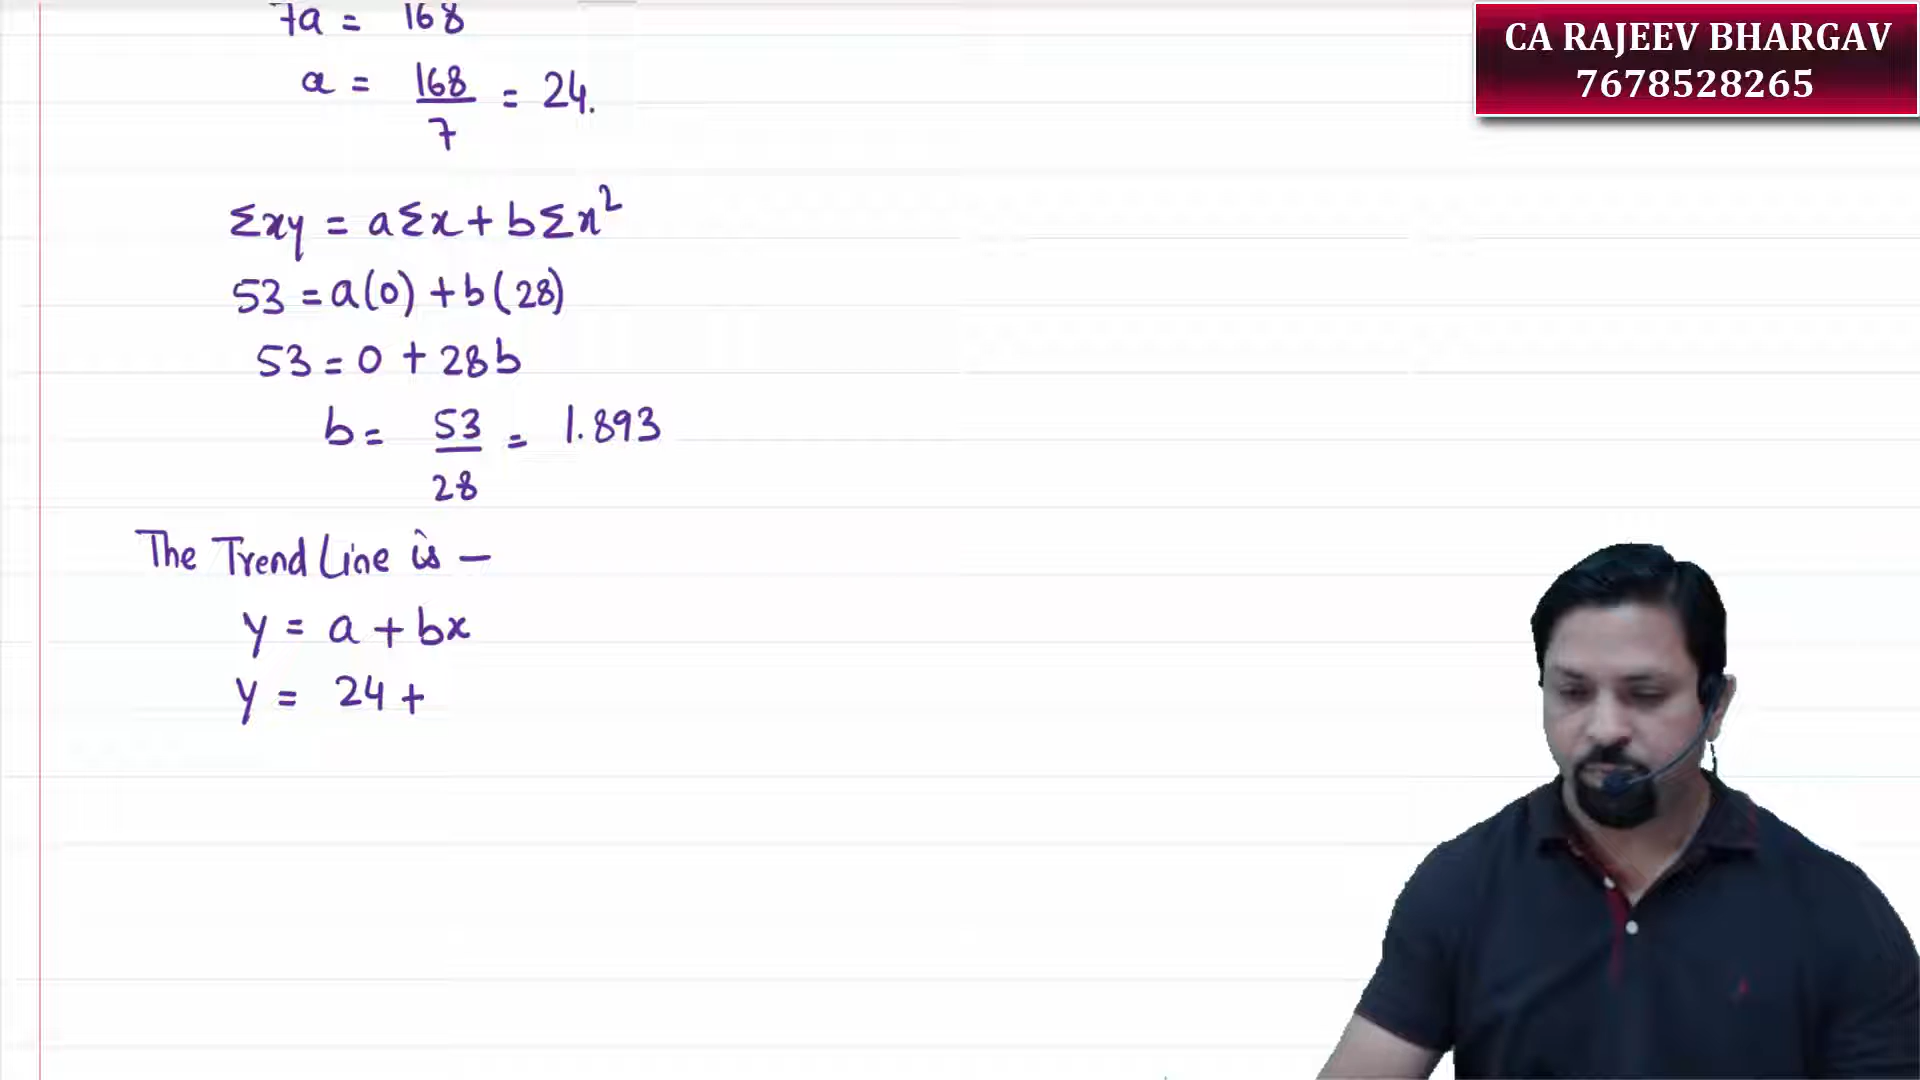 7a = 168
a = 168/7 = 24.
Σxy = aΣx + bΣx²
53 = a(0) + b(28)
53 = 0 + 28b
b = 53/28 = 1.893
The Trend Line is —
y = a + bx
y = 24 +
CA RAJEEV BHARGAV
7678528265